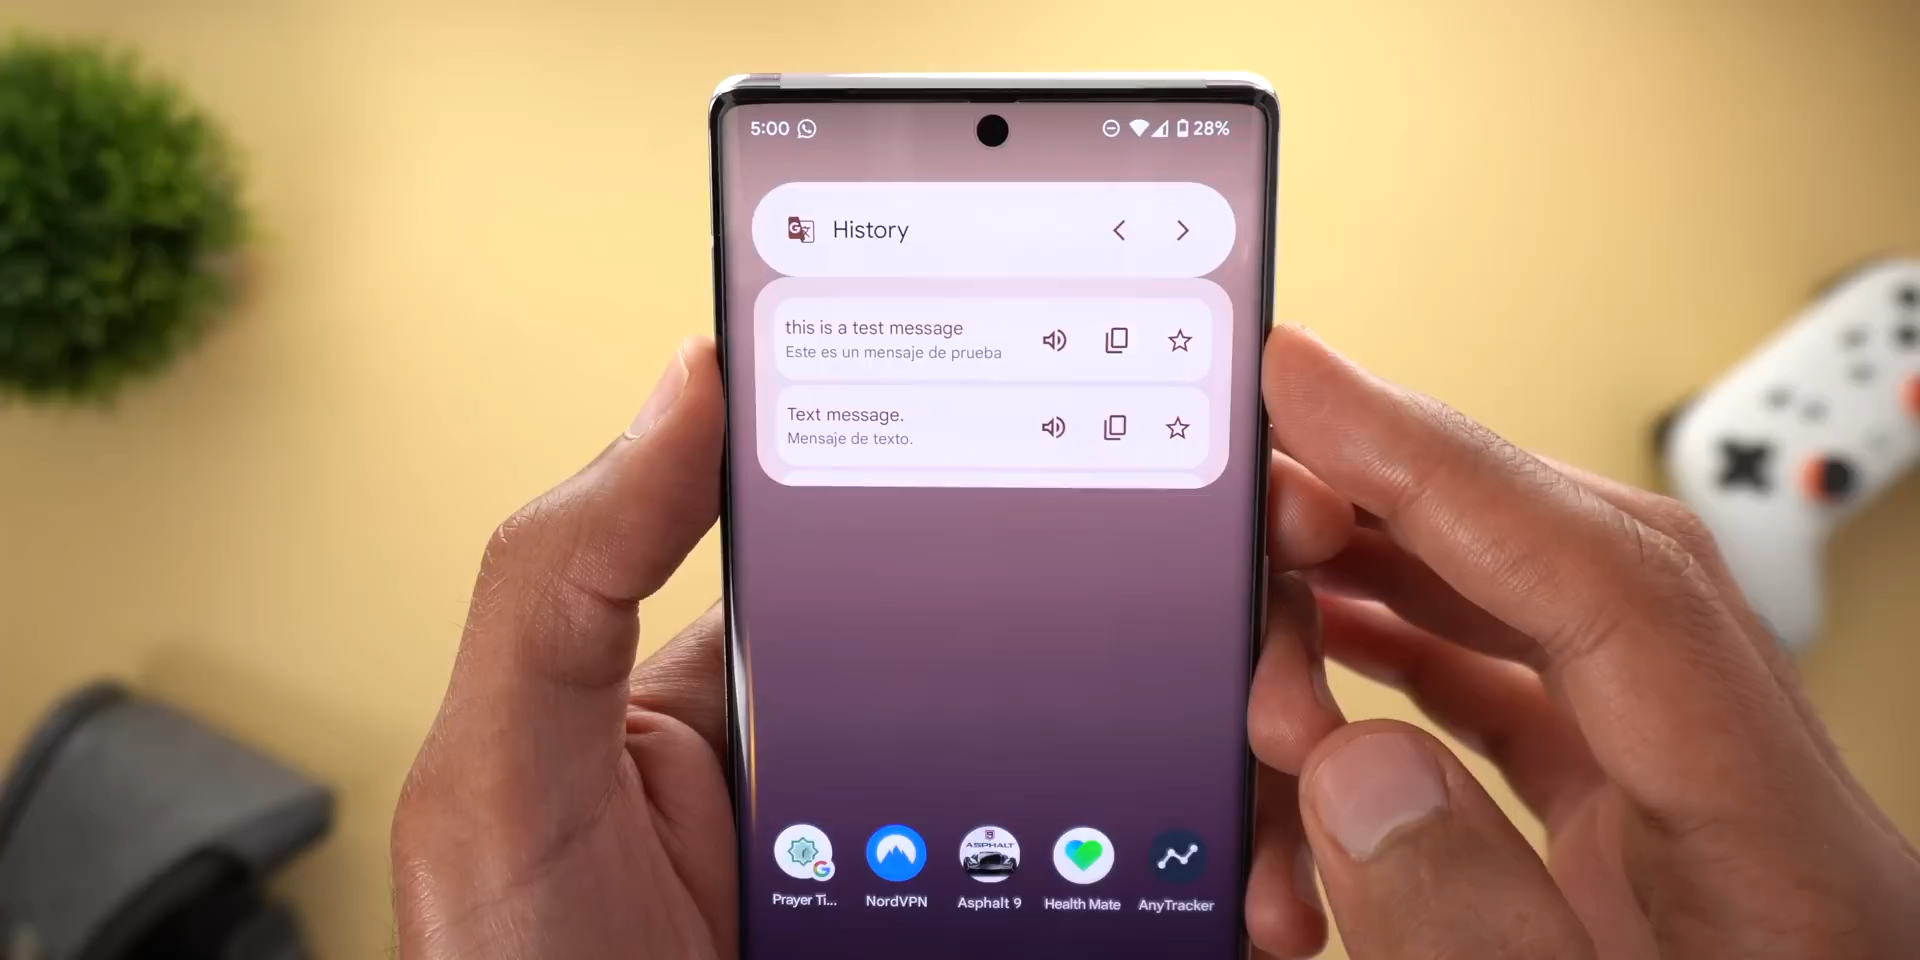 5:00 28%
History
this is a test message
Este es un mensaje de prueba
Text message.
Mensaje de texto.
ASPHALT
Prayer Ti...
NordVPN
Asphalt 9
Health Mate
AnyTracker